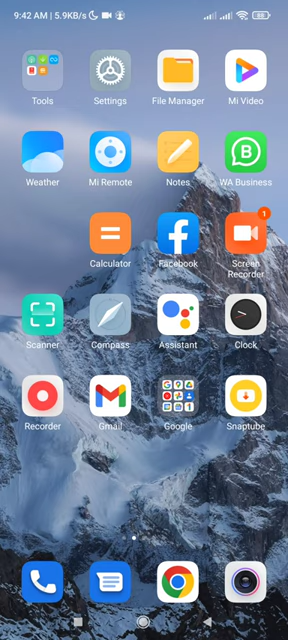 9:42 AM | 5.9KB/s
Tools Settings File Manager Mi Video
Weather Mi Remote Notes WA Business
1
Calculator Facebook Screen
Recorder
Scanner Compass Assistant Clock
Recorder Gmail Google Snaptube